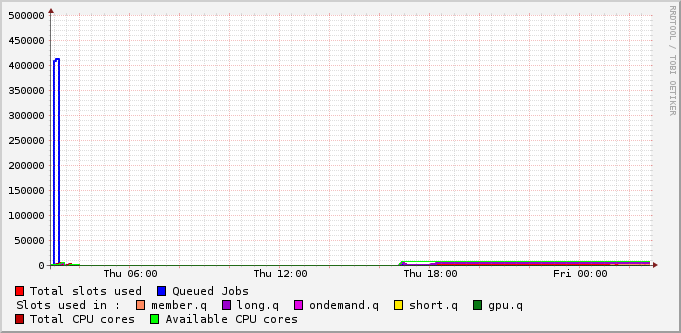 500000
450000
400000
350000
300000
250000
200000
150000
100000
50000
0
Thu 06:00 Thu 12:00 Thu 18:00 Fri 00:00
RRDTOOL / TOBI OETIKER
Total slots used Queued Jobs
Slots used in : member.q long.q ondemand.q short.q gpu.q
Total CPU cores Available CPU cores